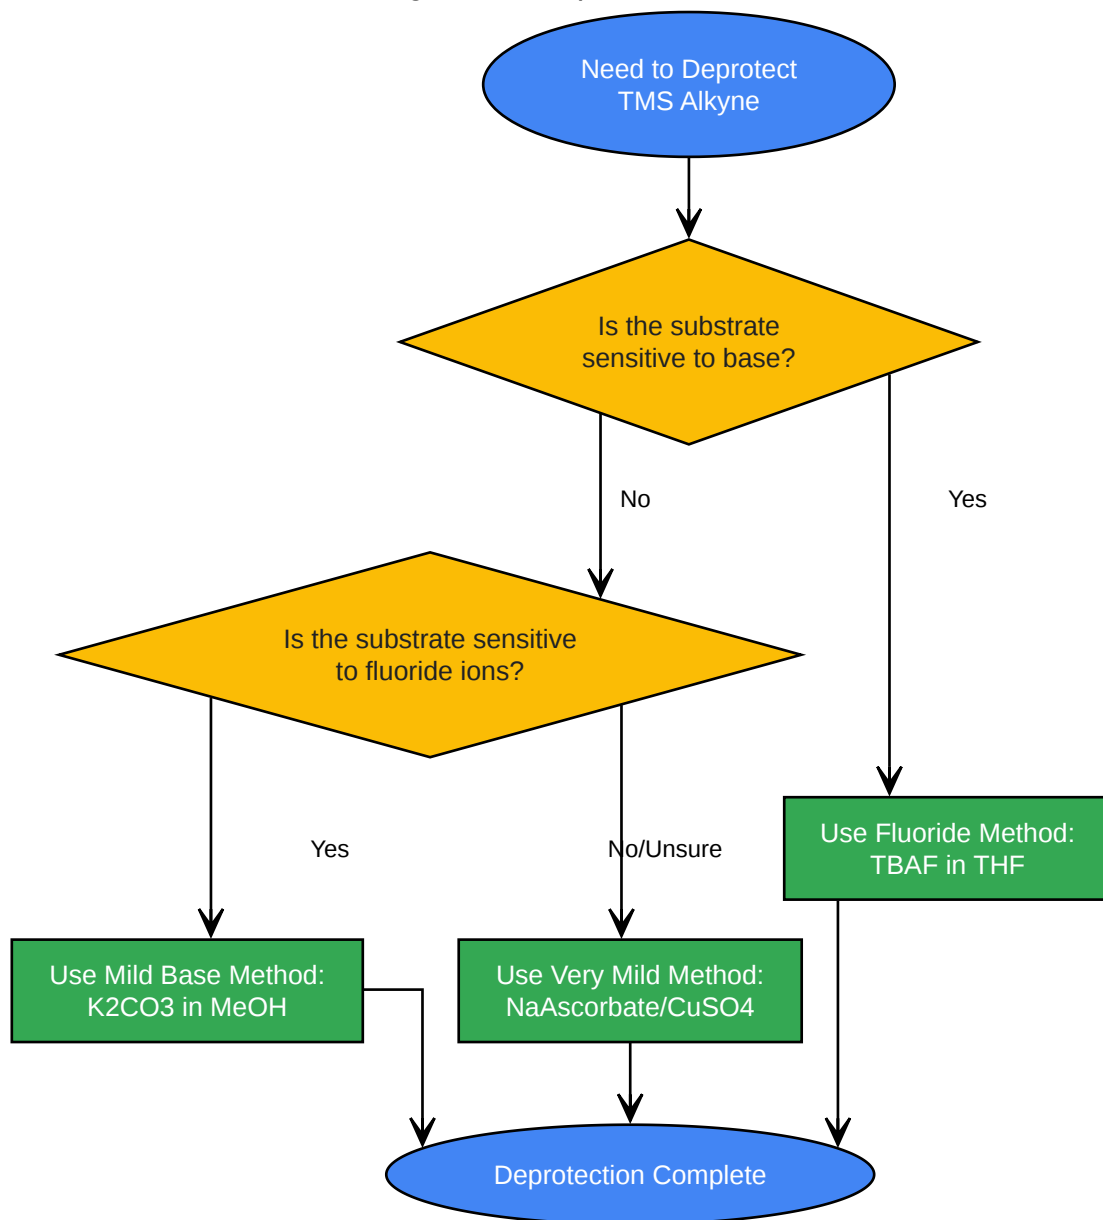 Need to Deprotect
TMS Alkyne
Is the substrate
sensitive to base?
No
Yes
Is the substrate sensitive
to fluoride ions?
Yes
No/Unsure
Use Fluoride Method:
TBAF in THF
Use Mild Base Method:
K2CO3 in MeOH
Use Very Mild Method:
NaAscorbate/CuSO4
Deprotection Complete